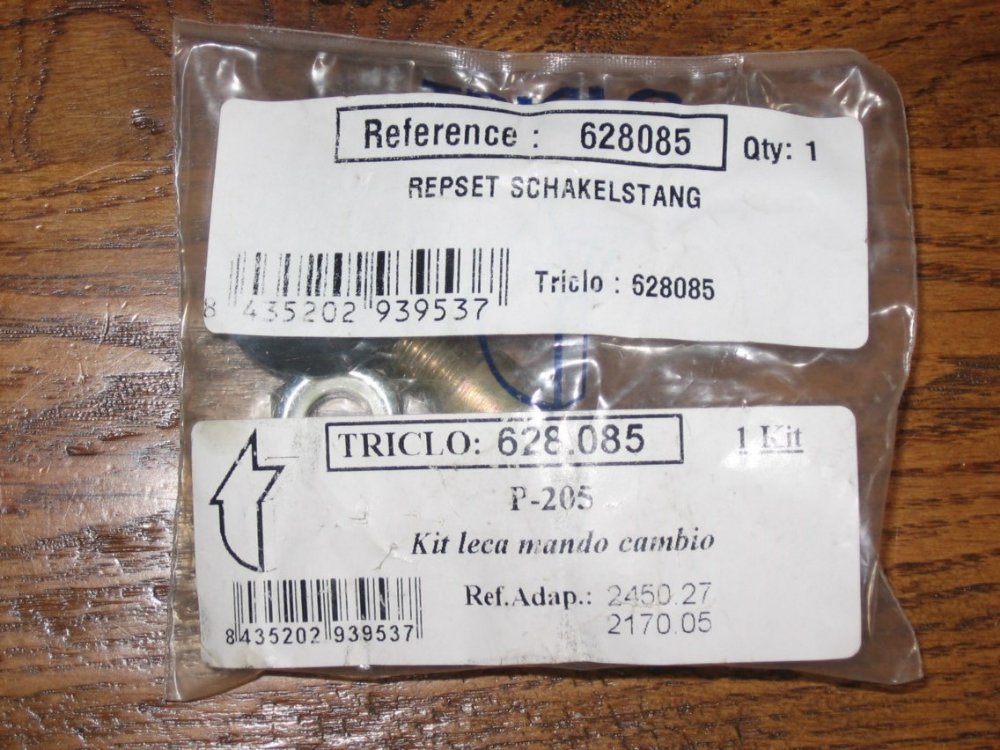 Reference : 628085 Qty: 1
REPSET SCHAKELSTANG
Triclo : 628085
8 435202 939537
TRICLO: 628.085 1 Kit
P-205
Kit leca mando cambio
Ref.Adap.: 2450.27
2170.05
8 435202 939537